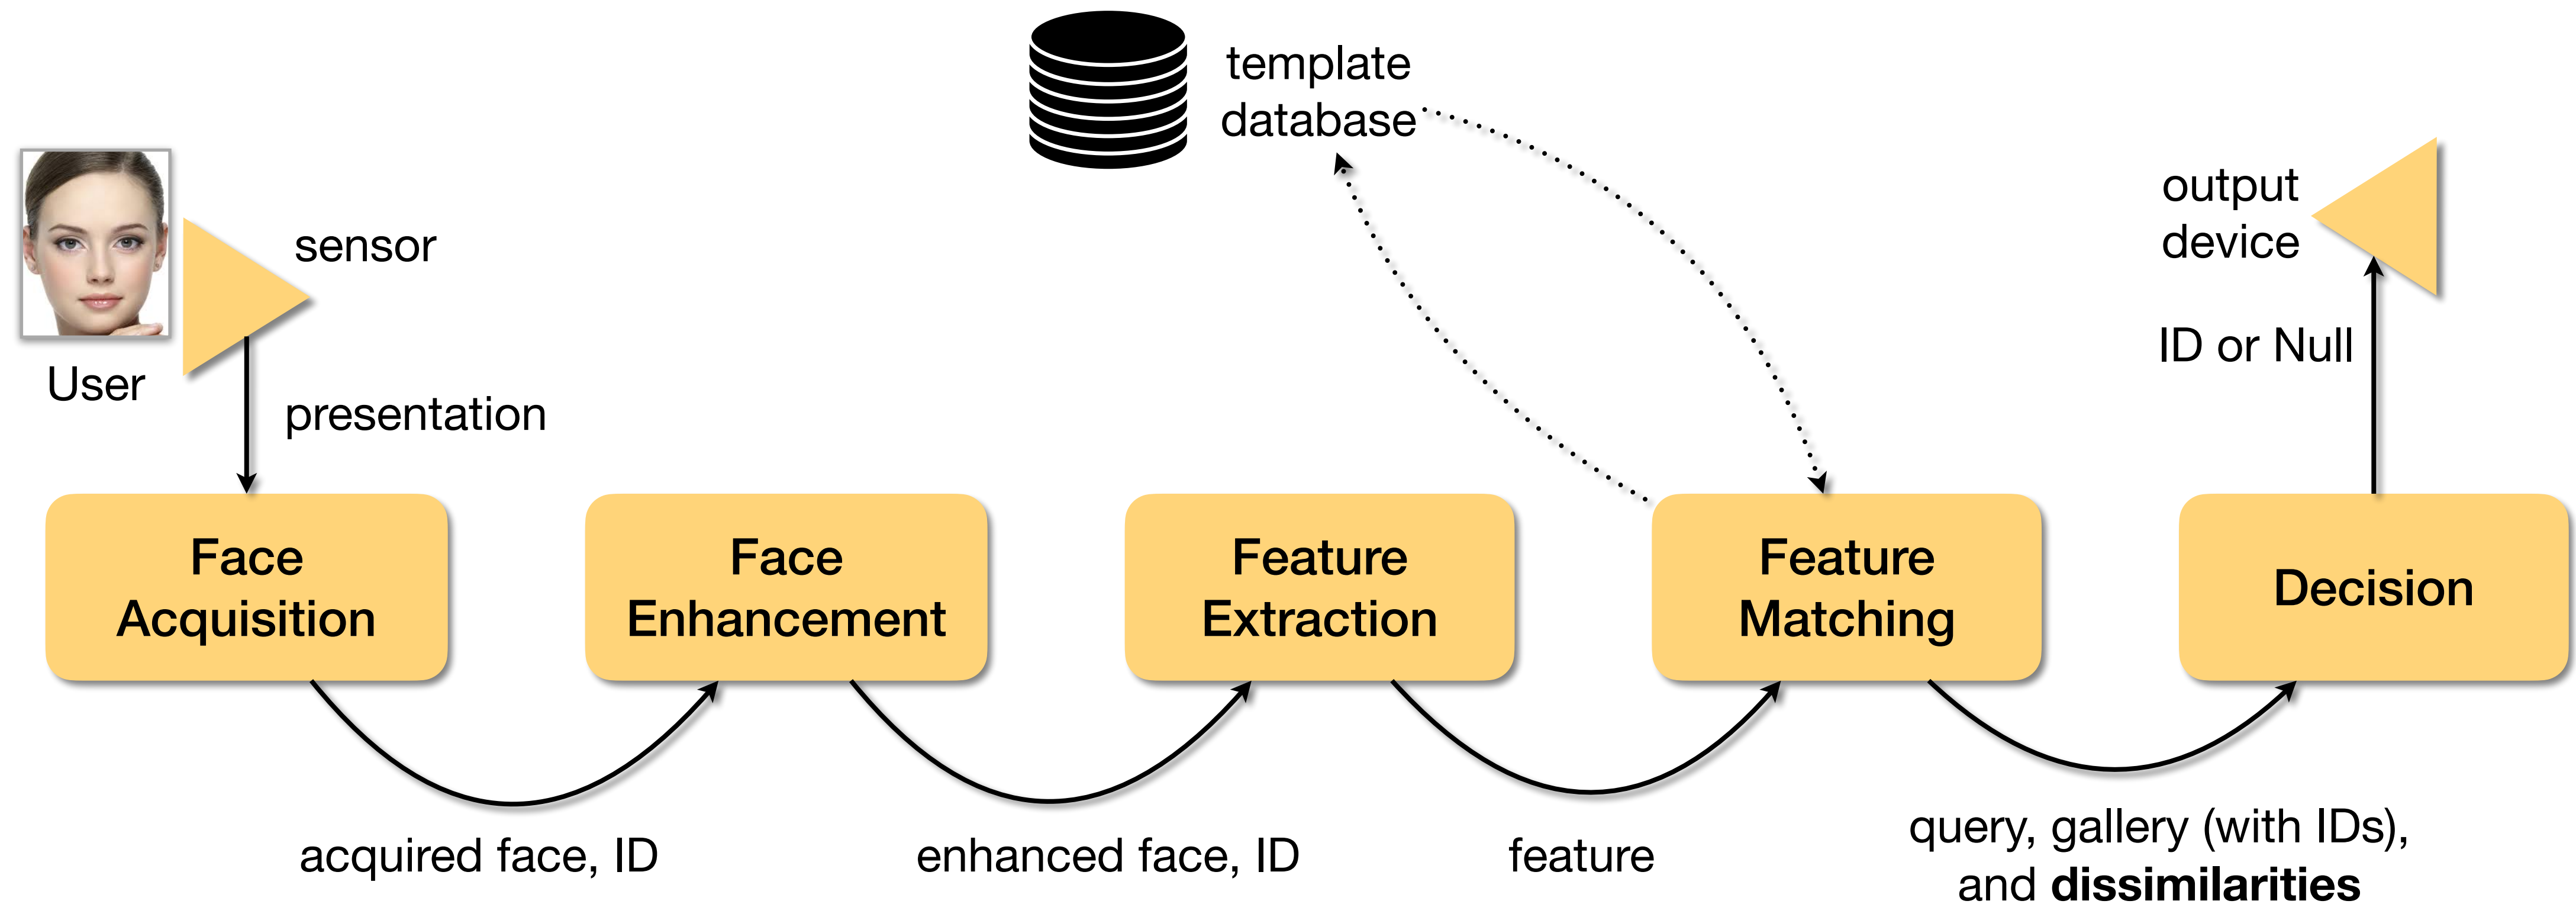 template
database
User
sensor
presentation
output
device
ID or Null
Face
Acquisition
Face
Enhancement
Feature
Extraction
Feature
Matching
Decision
acquired face, ID
enhanced face, ID
feature
query, gallery (with IDs),
and dissimilarities